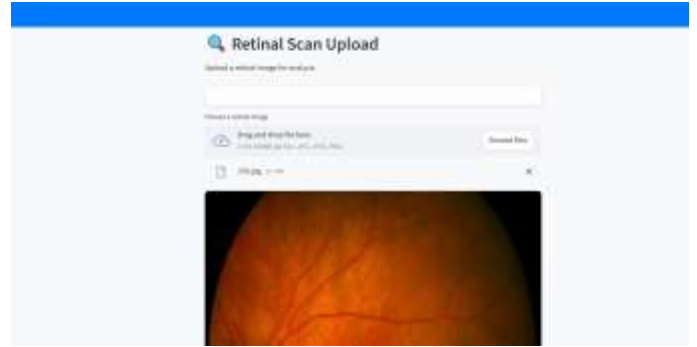 Retinal Scan Upload
Upload a retinal image for analysis
Choose a retinal image
Drag and drop file here
Browse files